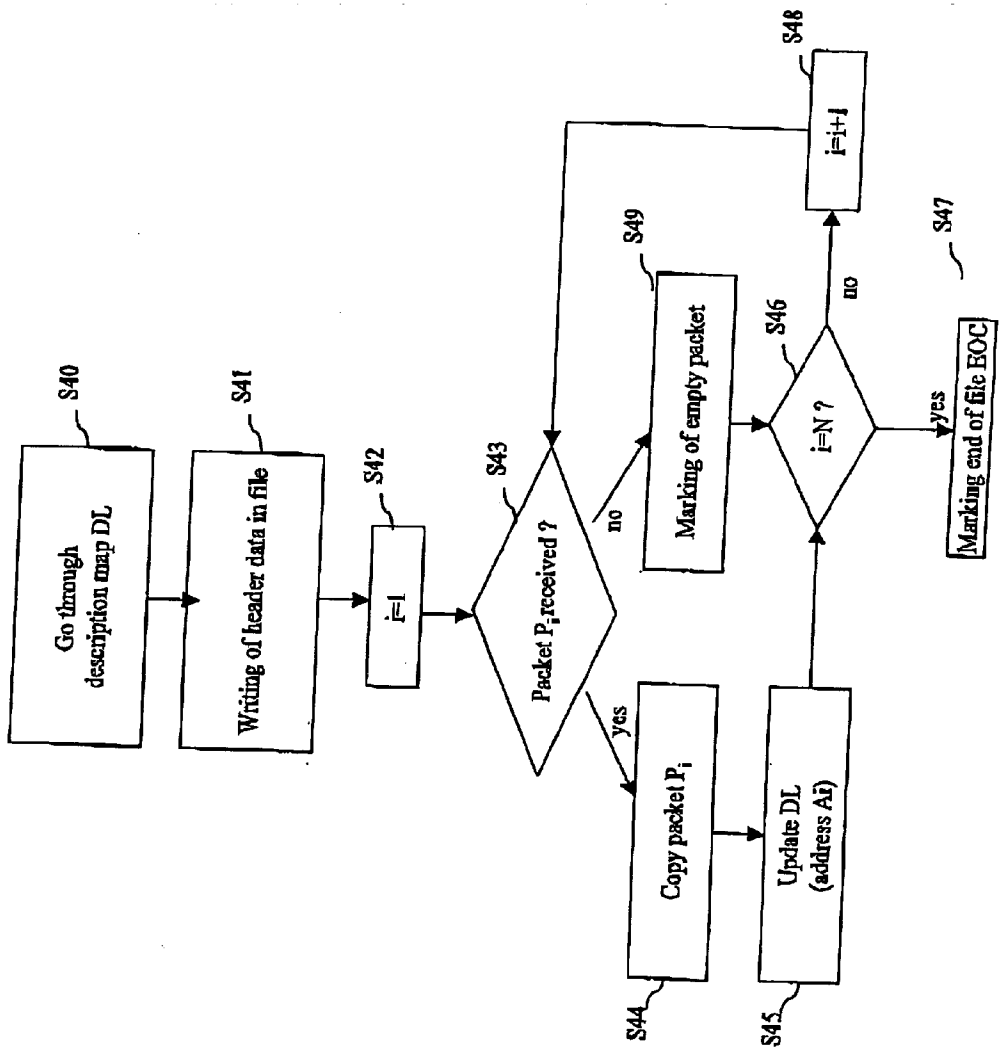 S40
Go through
description map DL
S41
Writing of header data in file
S42
i=1
S43
Packet Pi received ?
yes
no
S44
Copy packet Pi
S49
Marking of empty packet
S45
Update DL
(address Ai)
S46
i=N ?
no
S48
i=i+1
yes
S47
Marking end of file EOC